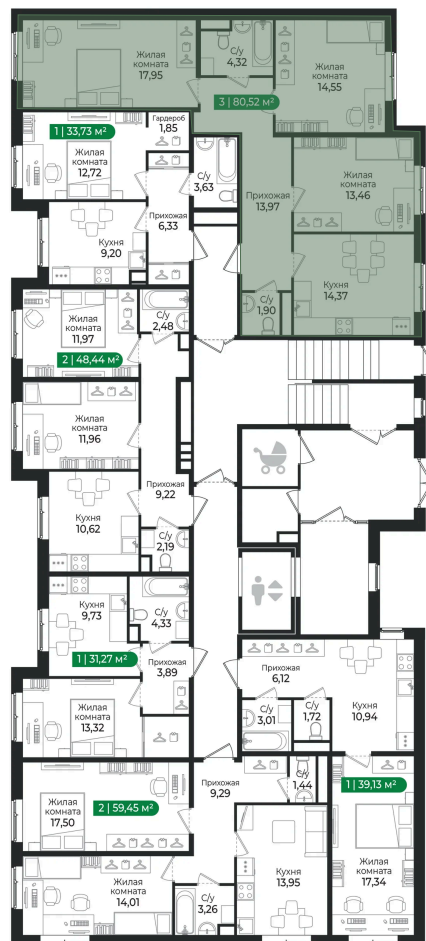 Жилая
комната
17,95
С/у
4,32
Жилая
комната
14,55
3 | 80,52 м²
1 | 33,73 м²
Гардероб
1,85
Жилая
комната
12,72
С/у
3,63
Жилая
комната
13,46
Прихожая
13,97
Прихожая
6,33
Кухня
9,20
Кухня
14,37
С/у
1,90
С/у
2,48
Жилая
комната
11,97
2 | 48,44 м²
Жилая
комната
11,96
Прихожая
9,22
Кухня
10,62
С/у
2,19
Кухня
9,73
С/у
4,33
1 | 31,27 м²
Прихожая
3,89
Прихожая
6,12
Жилая
комната
13,32
С/у
3,01
С/у
1,72
Кухня
10,94
Прихожая
9,29
С/у
1,44
1 | 39,13 м²
Жилая
комната
17,50
2 | 59,45 м²
Кухня
13,95
Жилая
комната
17,34
Жилая
комната
14,01
С/у
3,26